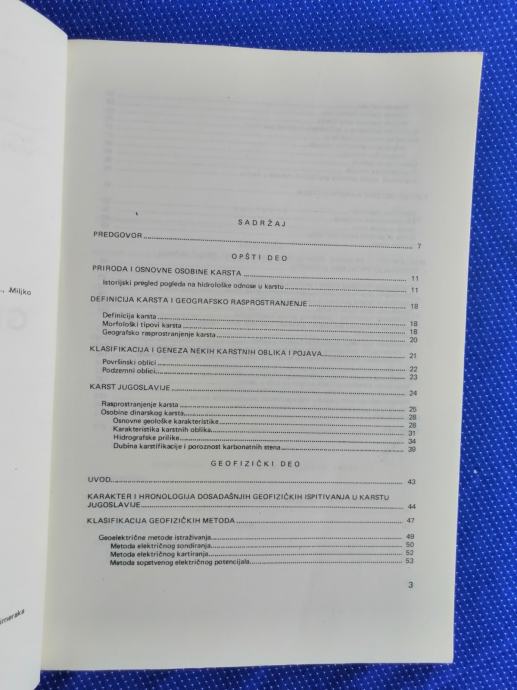 SADRŽAJ
PREDGOVOR 7
OPŠTI DEO
PRIRODA I OSNOVNE OSOBINE KARSTA 11
Istorijski pregled pogleda na hidrološke odnose u karstu 11
DEFINICIJA KARSTA I GEOGRAFSKO RASPROSTRANJENJE 18
Definicija karsta 18
Morfološki tipovi karsta 18
Geografsko rasprostranjenje karsta 20
KLASIFIKACIJA I GENEZA NEKIH KARSTNIH OBLIKA I POJAVA 21
Površinski oblici 22
Podzemni oblici 23
KARST JUGOSLAVIJE 24
Rasprostranjenje karsta 25
Osobine dinarskog karsta 28
Osnovne geološke karakteristike 28
Karakteristika karstnih oblika 31
Hidrografske prilike 34
Dubina karstifikacije i poroznost karbonatnih stena 39
GEOFIZIČKI DEO
UVOD 43
KARAKTER I HRONOLOGIJA DOSADAŠNJIH GEOFIZIČKIH ISPITIVANJA U KARSTU
JUGOSLAVIJE 44
KLASIFIKACIJA GEOFIZIČKIH METODA 47
Geoelektrične metode istraživanja 49
Metoda električnog sondiranja 50
Metoda električnog kartiranja 52
Metoda sopstvenog električnog potencijala 53
3
., Miljko
imeraka